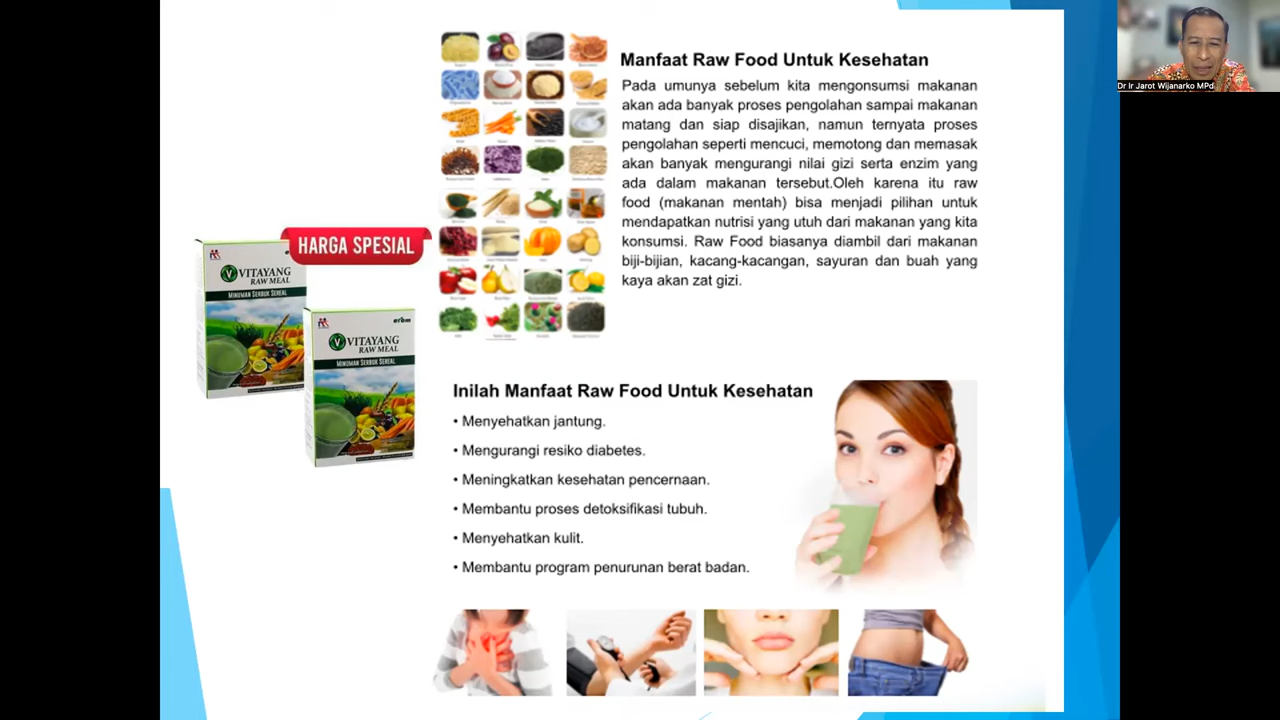 Dr Ir Jarot Wijanarko MPd
Manfaat Raw Food Untuk Kesehatan
Pada umunya sebelum kita mengonsumsi makanan
akan ada banyak proses pengolahan sampai makanan
matang dan siap disajikan, namun ternyata proses
pengolahan seperti mencuci, memotong dan memasak
akan banyak mengurangi nilai gizi serta enzim yang
ada dalam makanan tersebut.Oleh karena itu raw
food (makanan mentah) bisa menjadi pilihan untuk
mendapatkan nutrisi yang utuh dari makanan yang kita
konsumsi. Raw Food biasanya diambil dari makanan
biji-bijian, kacang-kacangan, sayuran dan buah yang
kaya akan zat gizi.
HARGA SPESIAL
VITAYANG
RAW MEAL
MINUMAN SERBUK SEREAL
erom
VITAYANG
RAW MEAL
MINUMAN SERBUK SEREAL
Inilah Manfaat Raw Food Untuk Kesehatan
• Menyehatkan jantung.
• Mengurangi resiko diabetes.
• Meningkatkan kesehatan pencernaan.
• Membantu proses detoksifikasi tubuh.
• Menyehatkan kulit.
• Membantu program penurunan berat badan.